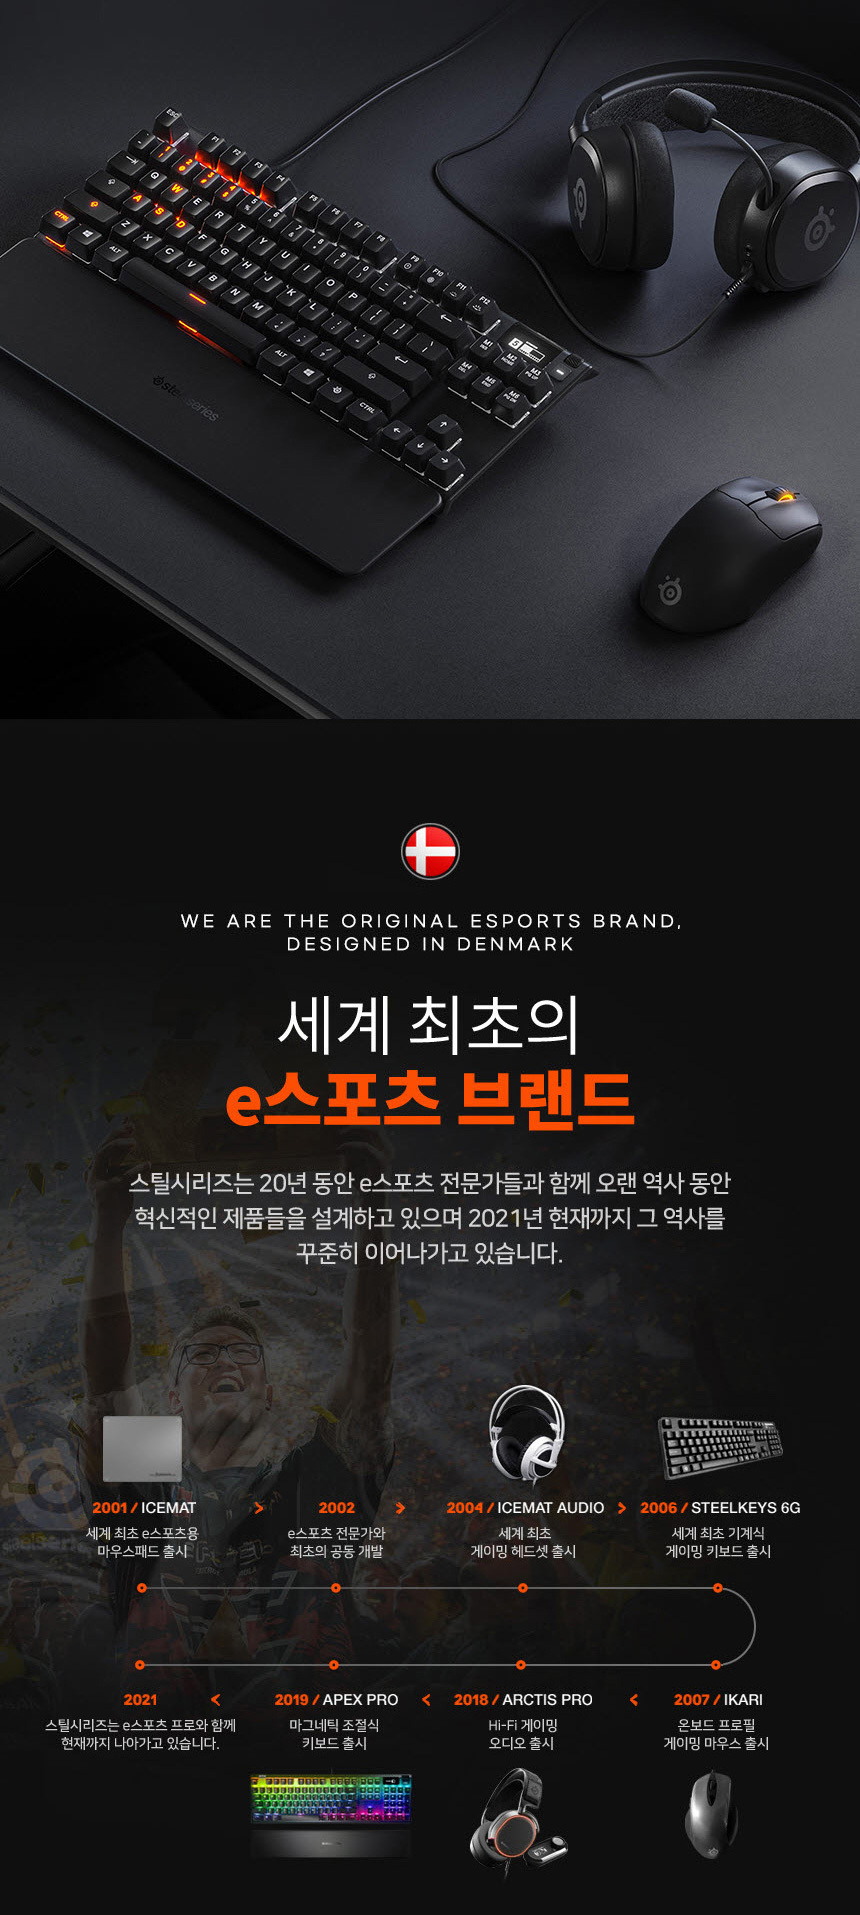 steelseries
WE ARE THE ORIGINAL ESPORTS BRAND,
DESIGNED IN DENMARK
세계 최초의
e스포츠 브랜드
스틸시리즈는 20년 동안 e스포츠 전문가들과 함께 오랜 역사 동안
혁신적인 제품들을 설계하고 있으며 2021년 현재까지 그 역사를
꾸준히 이어나가고 있습니다.
2001 / ICEMAT
세계 최초 e스포츠용
마우스패드 출시
>
2002
e스포츠 전문가와
최초의 공동 개발
>
2004 / ICEMAT AUDIO
세계 최초
게이밍 헤드셋 출시
>
2006 / STEELKEYS 6G
세계 최초 기계식
게이밍 키보드 출시
2007 / IKARI
온보드 프로필
게이밍 마우스 출시
<
2018 / ARCTIS PRO
Hi-Fi 게이밍
오디오 출시
<
2019 / APEX PRO
마그네틱 조절식
키보드 출시
<
2021
스틸시리즈는 e스포츠 프로와 함께
현재까지 나아가고 있습니다.